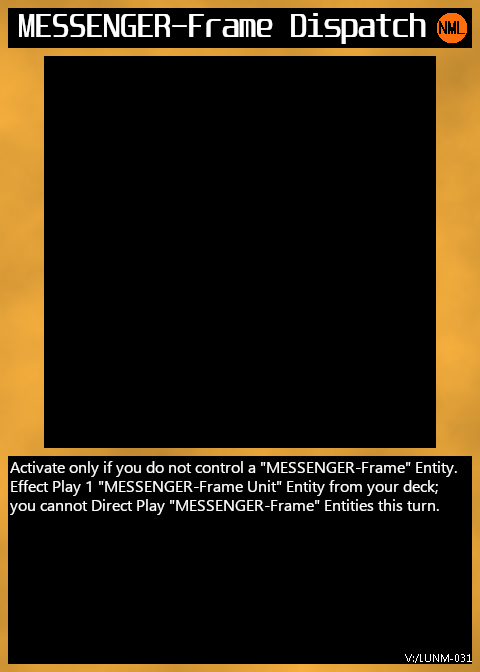 MESSENGER-Frame Dispatch
NML
Activate only if you do not control a "MESSENGER-Frame" Entity.
Effect Play 1 "MESSENGER-Frame Unit" Entity from your deck;
you cannot Direct Play "MESSENGER-Frame" Entities this turn.
V:/LUNM-031